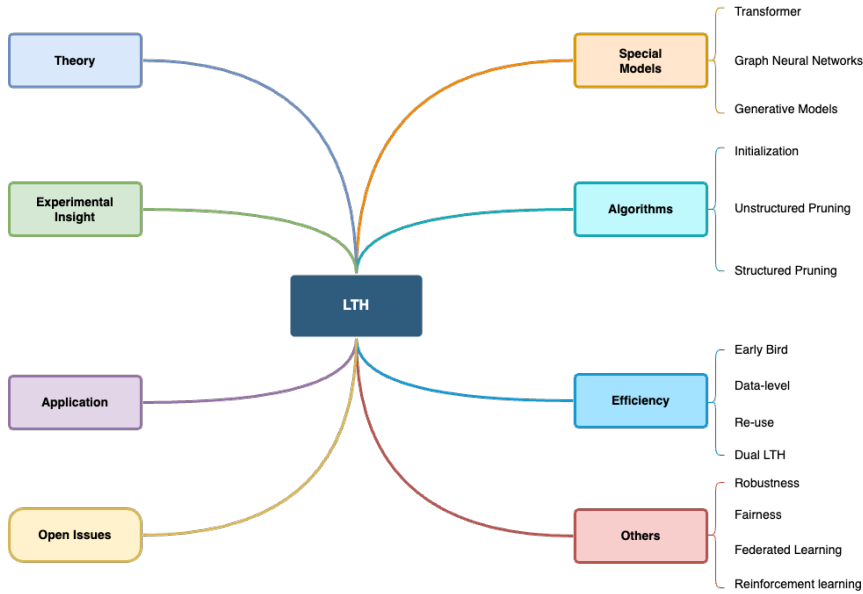 Theory
Experimental
Insight
Application
Open Issues
LTH
Special
Models
Transformer
Graph Neural Networks
Generative Models
Algorithms
Initialization
Unstructured Pruning
Structured Pruning
Efficiency
Early Bird
Data-level
Re-use
Dual LTH
Others
Robustness
Fairness
Federated Learning
Reinforcement learning